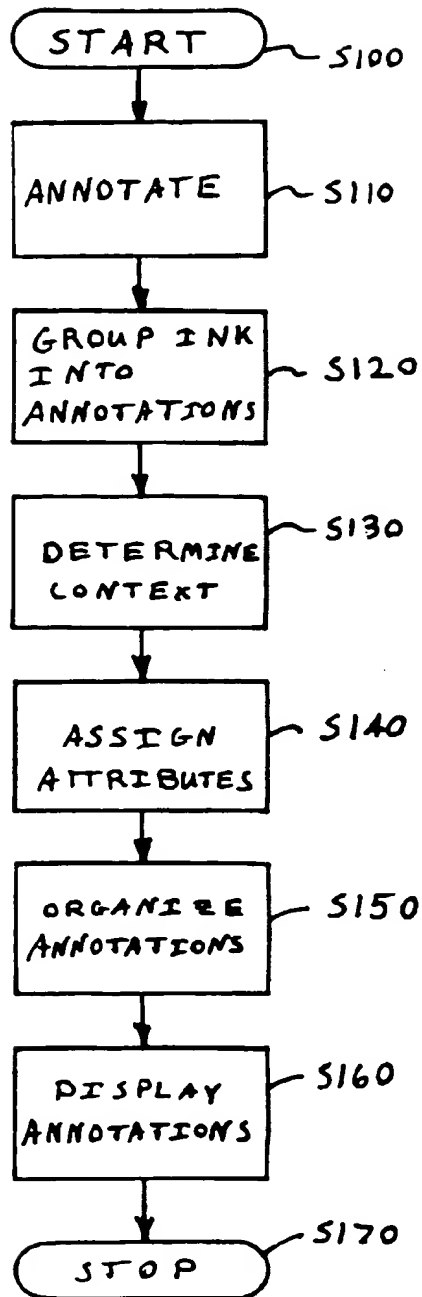 START
S100
ANNOTATE
S110
GROUP INK
INTO
ANNOTATIONS
S120
DETERMINE
CONTEXT
S130
ASSIGN
ATTRIBUTES
S140
ORGANIZE
ANNOTATIONS
S150
DISPLAY
ANNOTATIONS
S160
STOP
S170